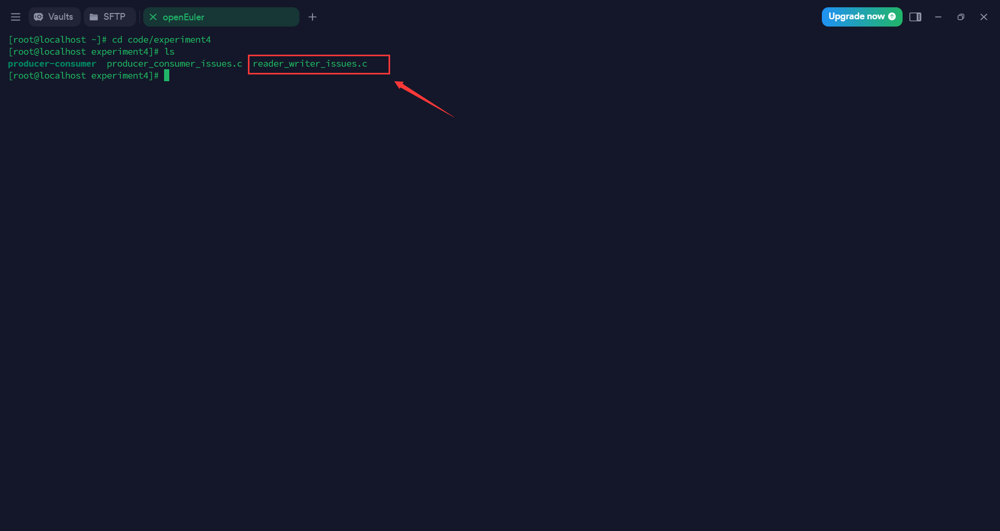 Vaults SFTP openEuler Upgrade now
[root@localhost ~]# cd code/experiment4
[root@localhost experiment4]# ls
producer-consumer  producer_consumer_issues.c  reader_writer_issues.c
[root@localhost experiment4]#